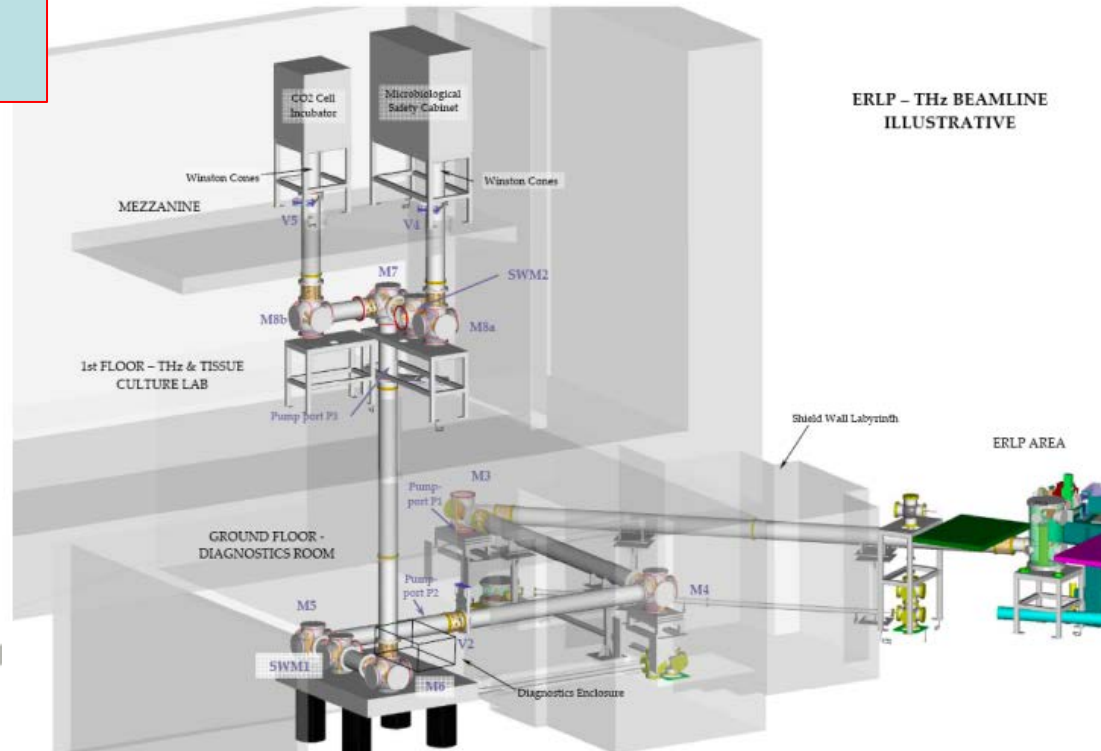 ERLP – THz BEAMLINE
ILLUSTRATIVE
CO2 Cell
Incubator
Microbiological
Safety Cabinet
Winston Cones
Winston Cones
MEZZANINE
V5
V4
M7
SWM2
M8b
M8a
1st FLOOR – THz & TISSUE
CULTURE LAB
Pump port P3
Shield Wall Labyrinth
ERLP AREA
M3
Pump-
port P1
GROUND FLOOR -
DIAGNOSTICS ROOM
Pump-
port P2
M4
M5
V2
SWM1
M6
Diagnostics Enclosure